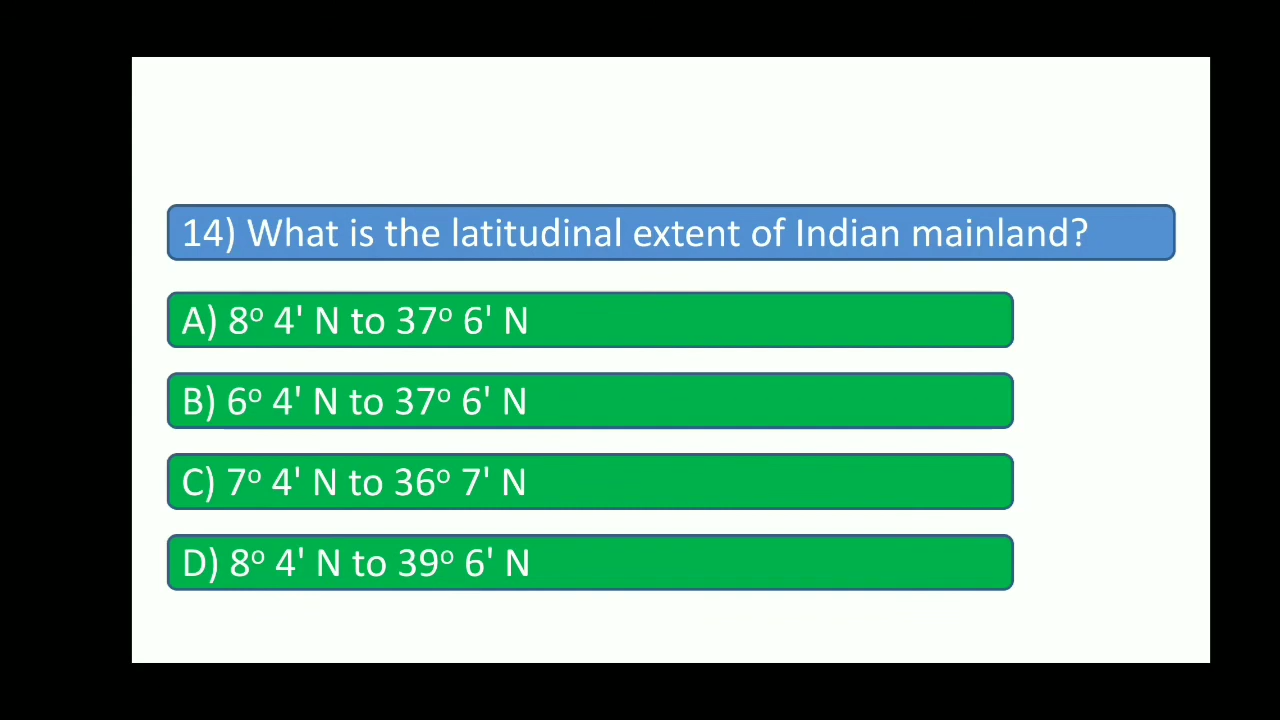 14) What is the latitudinal extent of Indian mainland?
A) 8º 4' N to 37º 6' N
B) 6º 4' N to 37º 6' N
C) 7º 4' N to 36º 7' N
D) 8º 4' N to 39º 6' N